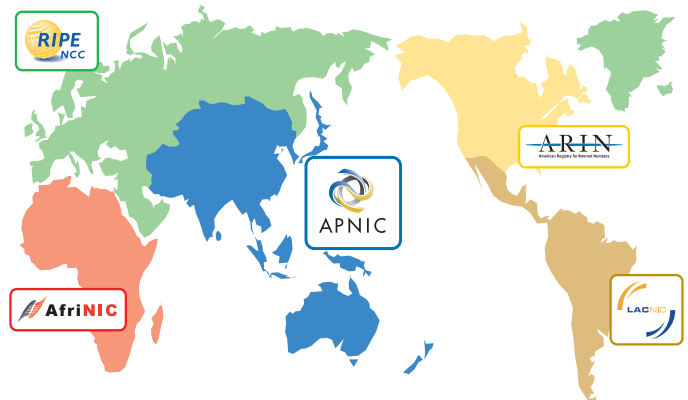 RIPE
NCC
ARIN
American Registry for Internet Numbers
APNIC
AfriNIC
LACNIC